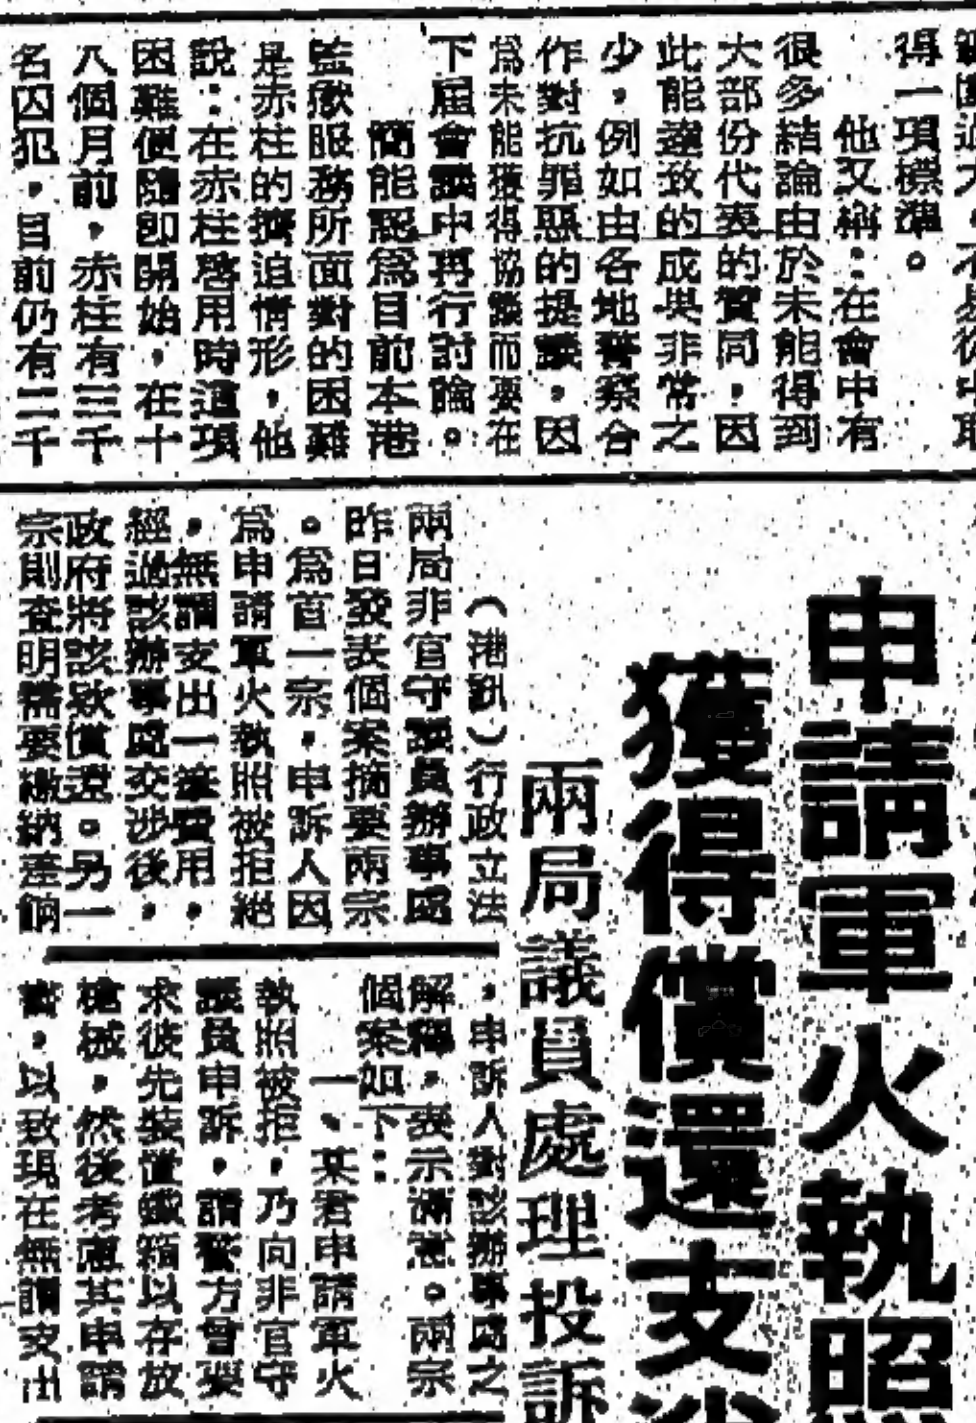 得一項標準。
他又稱：在會中有
很多結論由於未能得到
大部份代表的贊同，因
此能達致的成果非常之
少，例如由各地警察合
作對抗罪惡的提議，因
為未能獲得協議而要在
下屆會議中再行討論。
簡能認為目前本港
監獄服務所面對的困難
是赤柱的擠迫情形，他
說：在赤柱啓用時這項
困難便隨即開始，在十
八個月前，赤柱有三千
名囚犯，目前仍有二千
申請軍火執照
獲得償還支
兩局議員處理投訴
（港訊）行政立法
兩局非官守議員辦事處
昨日發表個案摘要兩宗
。為首一宗，申訴人因
為申請軍火執照被拒絕
，無謂支出一筆費用，
經過該辦事處交涉後，
政府將該欵償還。另一
宗則查明需要繳納差餉
，申訴人對該辦事處之
解釋，表示滿意。兩宗
個案如下：
一、某君申請軍火
執照被拒，乃向非官守
議員申訴，謂警方曾要
求彼先裝置鐵箱以存放
槍械，然後考慮其申請
書，以致現在無謂支出